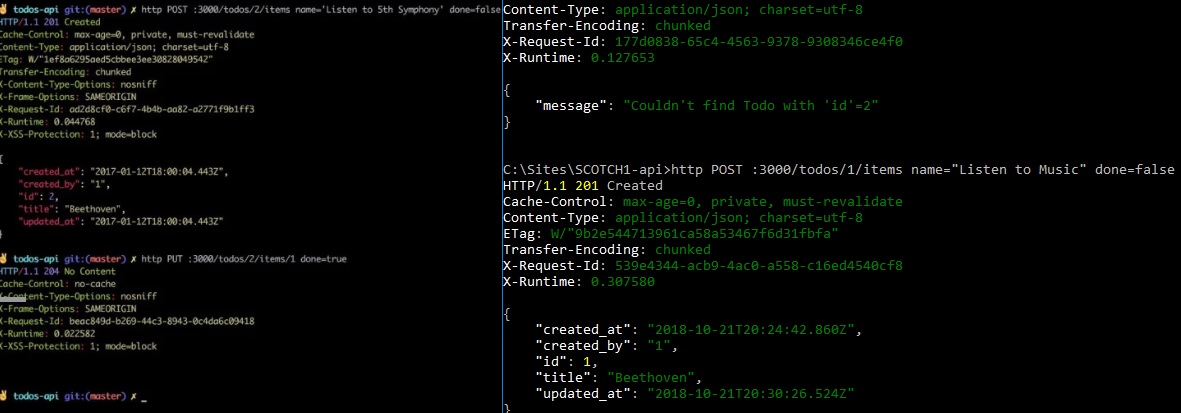 todos-api git:(master) ✗ http POST :3000/todos/2/items name='Listen to 5th Symphony' done=false
HTTP/1.1 201 Created
Cache-Control: max-age=0, private, must-revalidate
Content-Type: application/json; charset=utf-8
ETag: W/"1ef8a6295aed5cbbee3ee30828049542"
Transfer-Encoding: chunked
X-Content-Type-Options: nosniff
X-Frame-Options: SAMEORIGIN
X-Request-Id: ad2d8cf0-c6f7-4b4b-aa82-a2771f9b1ff3
X-Runtime: 0.044768
X-XSS-Protection: 1; mode=block
{
"created_at": "2017-01-12T18:00:04.443Z",
"created_by": "1",
"id": 2,
"title": "Beethoven",
"updated_at": "2017-01-12T18:00:04.443Z"
}
todos-api git:(master) ✗ http PUT :3000/todos/2/items/1 done=true
HTTP/1.1 204 No Content
Cache-Control: no-cache
X-Content-Type-Options: nosniff
X-Frame-Options: SAMEORIGIN
X-Request-Id: beac849d-b269-44c3-8943-0c4da6c09418
X-Runtime: 0.022582
X-XSS-Protection: 1; mode=block
todos-api git:(master) ✗ _
Content-Type: application/json; charset=utf-8
Transfer-Encoding: chunked
X-Request-Id: 177d0838-65c4-4563-9378-9308346ce4f0
X-Runtime: 0.127653
{
"message": "Couldn't find Todo with 'id'=2"
}
C:\Sites\SCOTCH1-api>http POST :3000/todos/1/items name="Listen to Music" done=false
HTTP/1.1 201 Created
Cache-Control: max-age=0, private, must-revalidate
Content-Type: application/json; charset=utf-8
ETag: W/"9b2e544713961ca58a53467f6d31fbfa"
Transfer-Encoding: chunked
X-Request-Id: 539e4344-acb9-4ac0-a558-c16ed4540cf8
X-Runtime: 0.307580
{
"created_at": "2018-10-21T20:24:42.860Z",
"created_by": "1",
"id": 1,
"title": "Beethoven",
"updated_at": "2018-10-21T20:30:26.524Z"
}